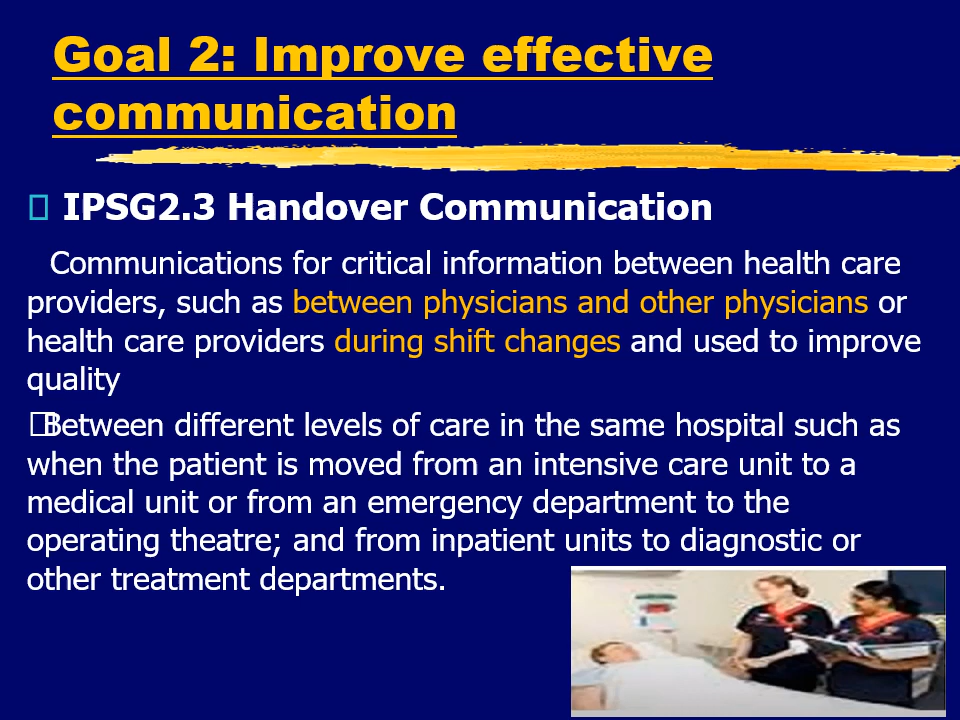 Goal 2: Improve effective
communication
IPSG2.3 Handover Communication
Communications for critical information between health care
providers, such as between physicians and other physicians or
health care providers during shift changes and used to improve
quality
Between different levels of care in the same hospital such as
when the patient is moved from an intensive care unit to a
medical unit or from an emergency department to the
operating theatre; and from inpatient units to diagnostic or
other treatment departments.